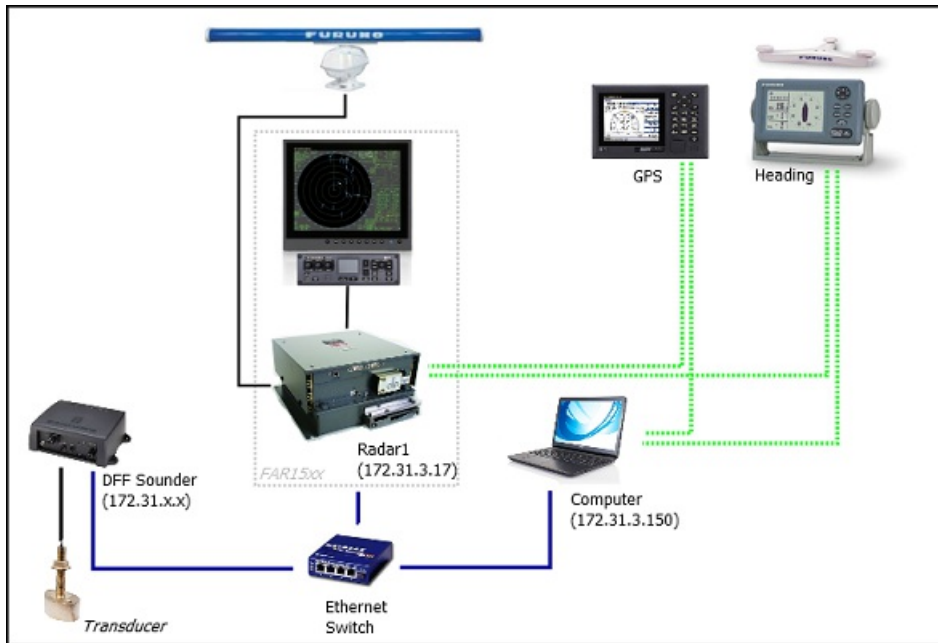 FURUNO
FURUNO
GPS
Heading
Radar1
(172.31.3.17)
FAR15xx
DFF Sounder
(172.31.x.x)
Computer
(172.31.3.150)
Ethernet
Switch
Transducer